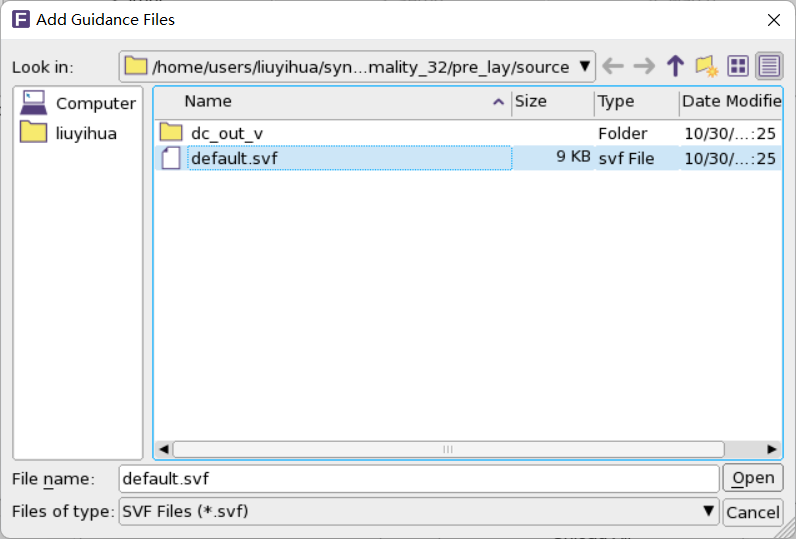 F Add Guidance Files
Look in: /home/users/liuyihua/syn...mality_32/pre_lay/source
Computer
liuyihua
Name Size Type Date Modifie
dc_out_v Folder 10/30/...:25
default.svf 9 KB svf File 10/30/...:25
File name: default.svf Open
Files of type: SVF Files (*.svf) Cancel